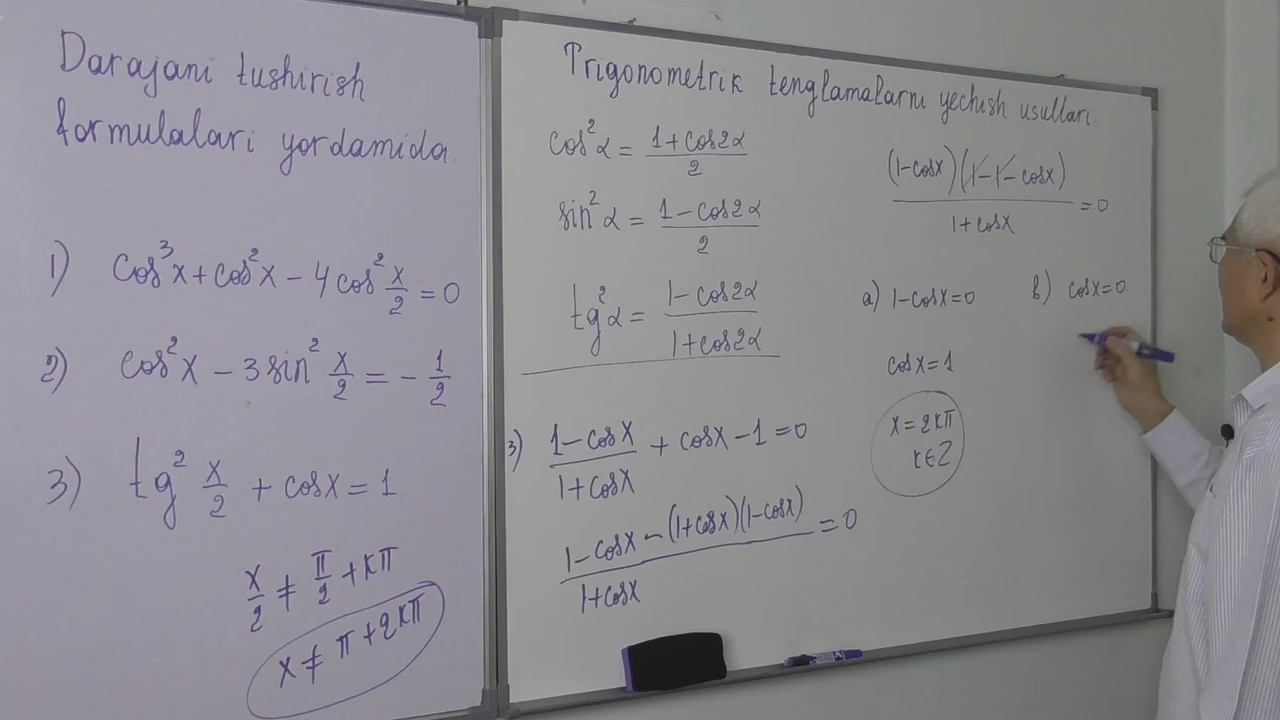 Darajani tushirish
formulalari yordamida.
1) cos³x + cos²x - 4cos² x/2 = 0
2) cos²x - 3sin² x/2 = - 1/2
3) tg² x/2 + cosx = 1
x/2 ≠ π/2 + kπ
x ≠ π + 2kπ
Trigonometrik tenglamalarni yechish usullari.
cos²α = (1+cos2α)/2
sin²α = (1-cos2α)/2
tg²α = (1-cos2α)/(1+cos2α)
3) (1-cosx)/(1+cosx) + cosx - 1 = 0
(1-cosx-(1+cosx)(1-cosx))/(1+cosx) = 0
(1-cosx)(1-1-cosx)/(1+cosx) = 0
a) 1-cosx=0
cosx=1
x=2kπ
k∈Z
b) cosx=0